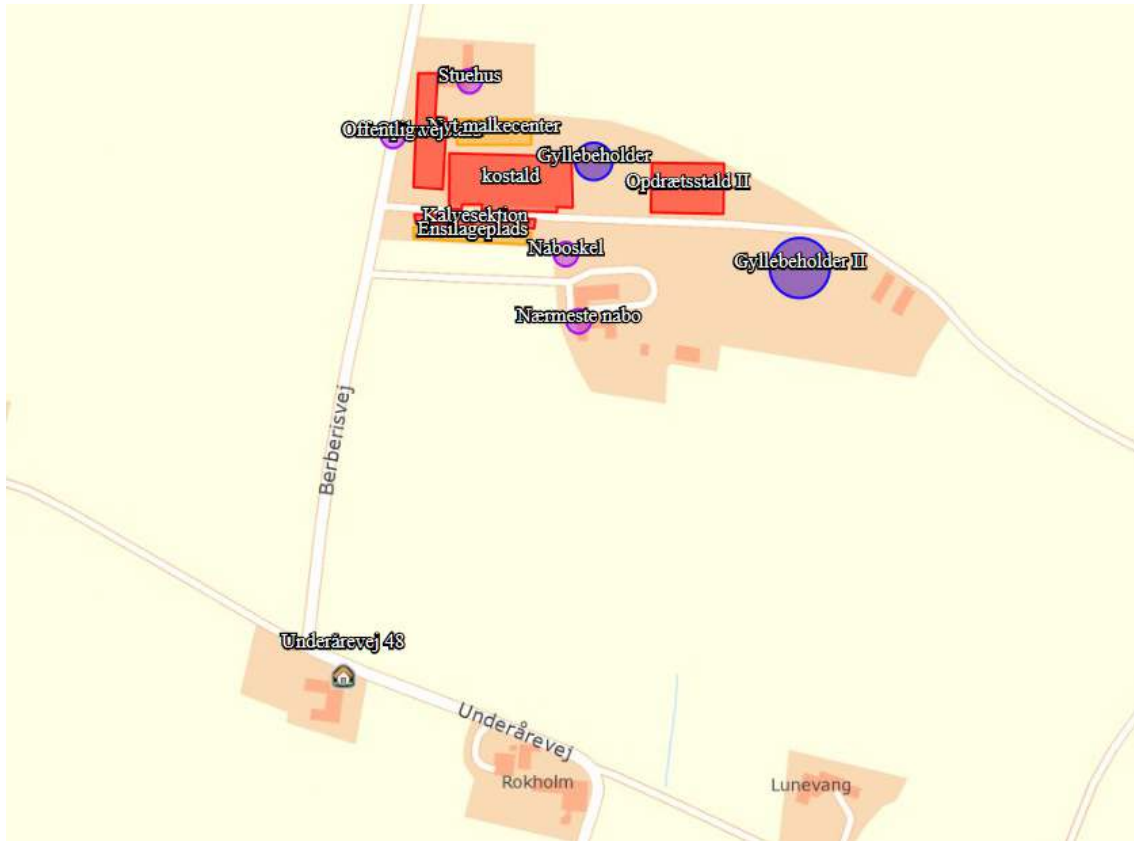 Stuehus
Offentlig vej
Nyt malkecenter
Gyllebeholder
kostald
Opdrætsstald II
Kalvesektion
Ensilageplads
Naboskel
Gyllebeholder II
Nærmeste nabo
Berberisvej
Underårevej 48
Underårevej
Rokholm
Lunevang